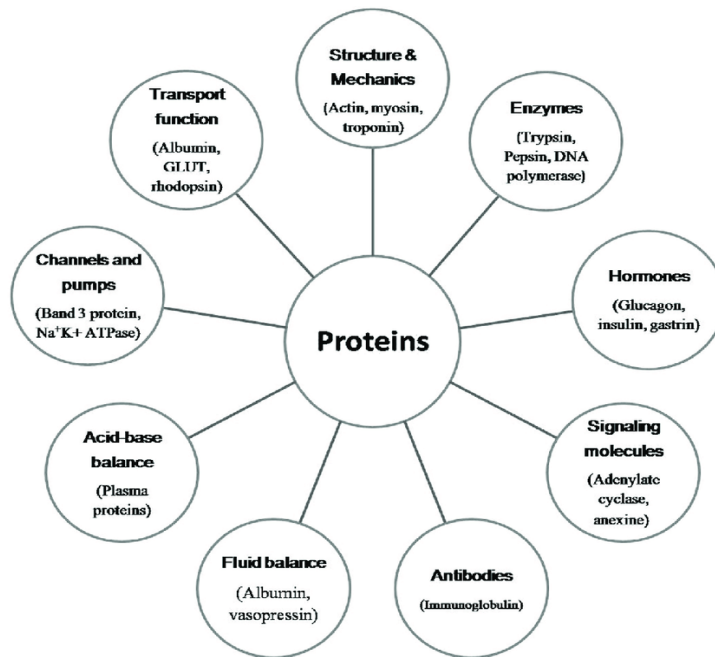 Structure &
Mechanics
(Actin, myosin,
troponin)
Enzymes
(Trypsin,
Pepsin, DNA
polymerase)
Hormones
(Glucagon,
insulin, gastrin)
Signaling
molecules
(Adenylate
cyclase,
anexine)
Antibodies
(Immunoglobulin)
Fluid balance
(Albumin,
vasopressin)
Acid-base
balance
(Plasma
proteins)
Channels and
pumps
(Band 3 protein,
Na⁺K+ ATPase)
Transport
function
(Albumin,
GLUT,
rhodopsin)
Proteins